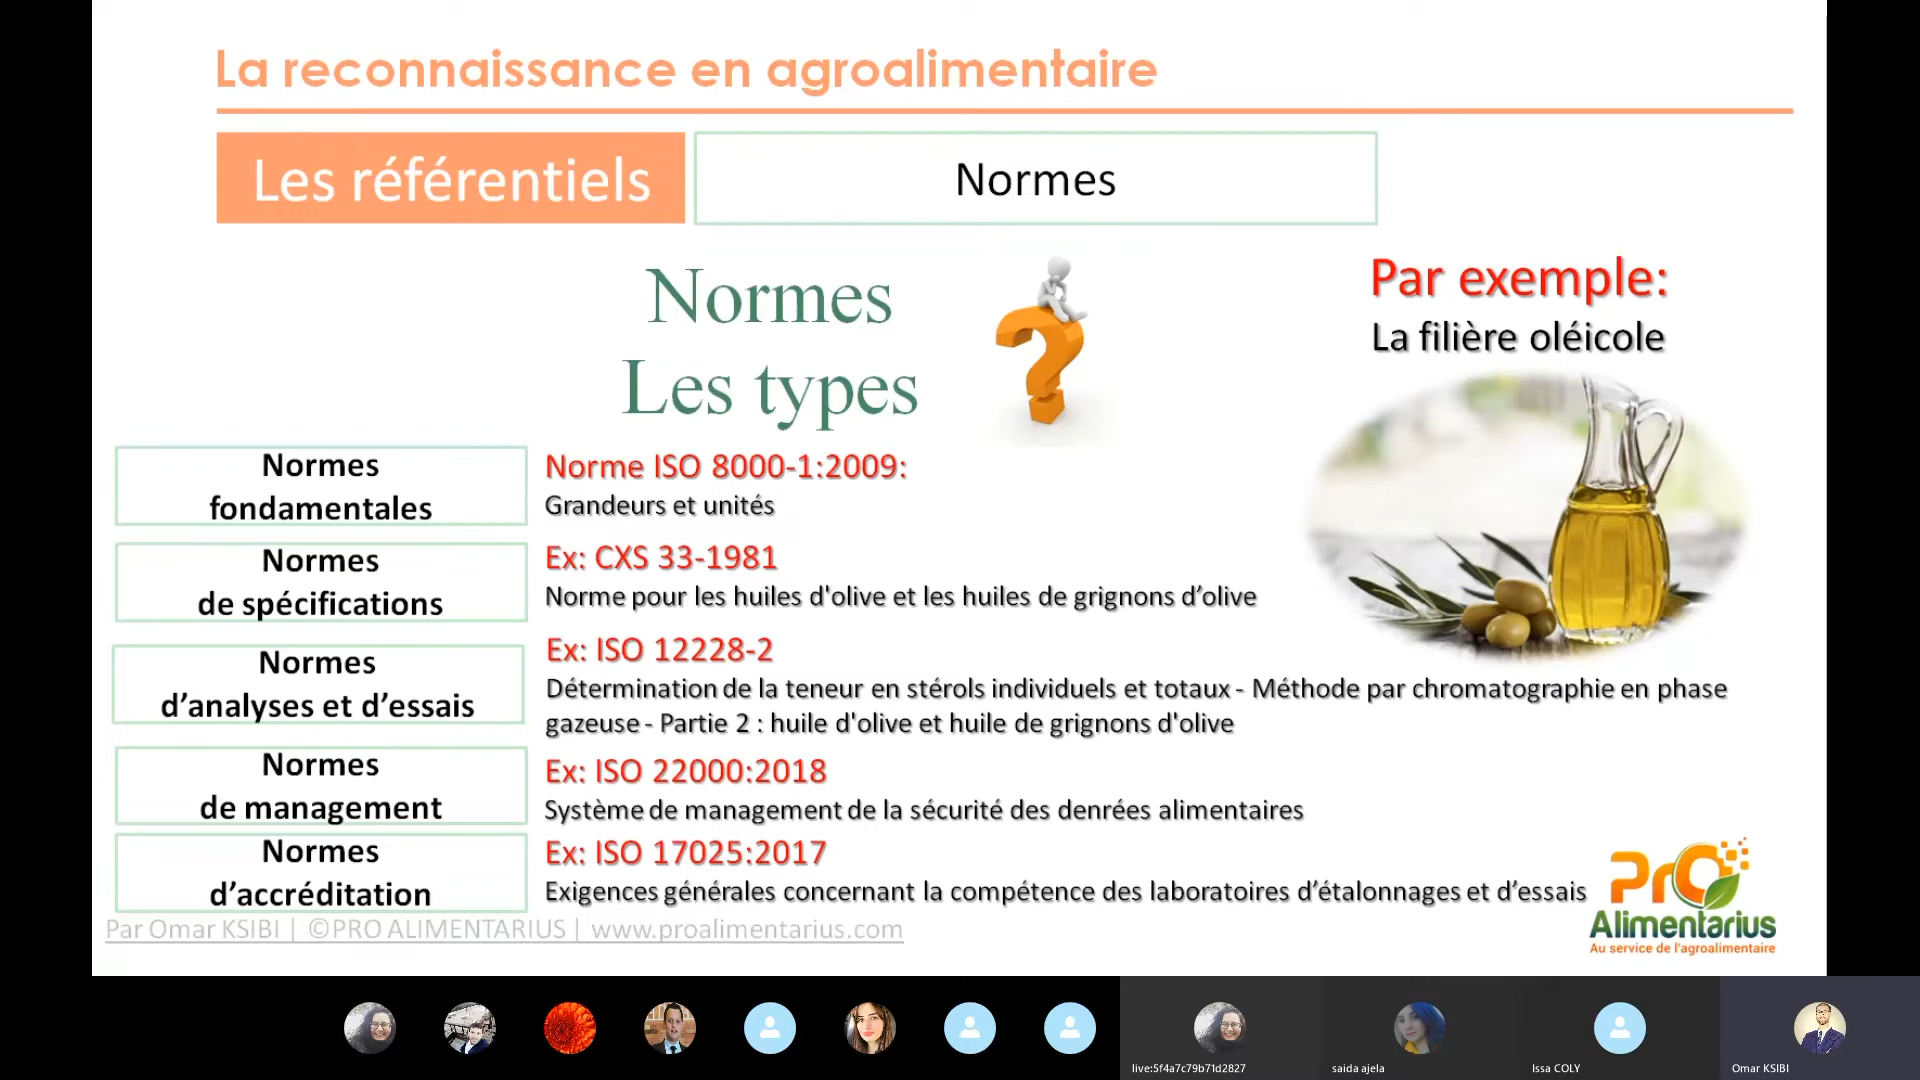 La reconnaissance en agroalimentaire
Les référentiels
Normes
Normes
Les types
Par exemple:
La filière oléicole
Normes
fondamentales
Norme ISO 8000-1:2009:
Grandeurs et unités
Normes
de spécifications
Ex: CXS 33-1981
Norme pour les huiles d'olive et les huiles de grignons d’olive
Normes
d’analyses et d’essais
Ex: ISO 12228-2
Détermination de la teneur en stérols individuels et totaux - Méthode par chromatographie en phase
gazeuse - Partie 2 : huile d'olive et huile de grignons d'olive
Normes
de management
Ex: ISO 22000:2018
Système de management de la sécurité des denrées alimentaires
Normes
d’accréditation
Ex: ISO 17025:2017
Exigences générales concernant la compétence des laboratoires d’étalonnages et d’essais
Par Omar KSIBI | ©PRO ALIMENTARIUS | www.proalimentarius.com
PrO
Alimentarius
Au service de l'agroalimentaire
live:5f4a7c79b71d2827
saida ajela
Issa COLY
Omar KSIBI